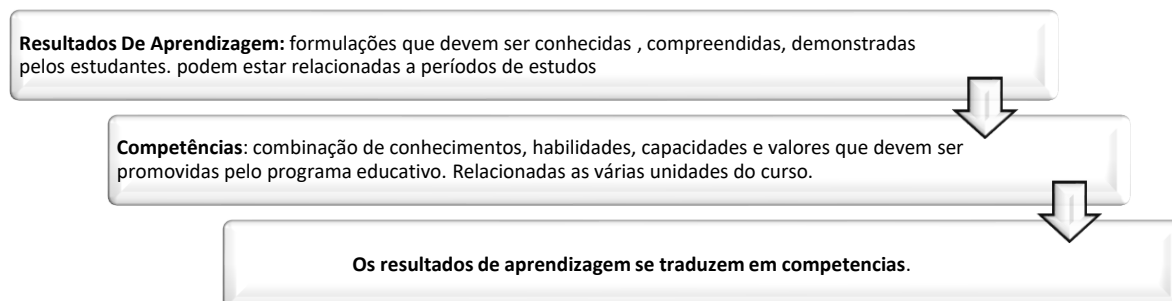 Resultados De Aprendizagem: formulações que devem ser conhecidas , compreendidas, demonstradas
pelos estudantes. podem estar relacionadas a períodos de estudos
Competências: combinação de conhecimentos, habilidades, capacidades e valores que devem ser
promovidas pelo programa educativo. Relacionadas as várias unidades do curso.
Os resultados de aprendizagem se traduzem em competencias.